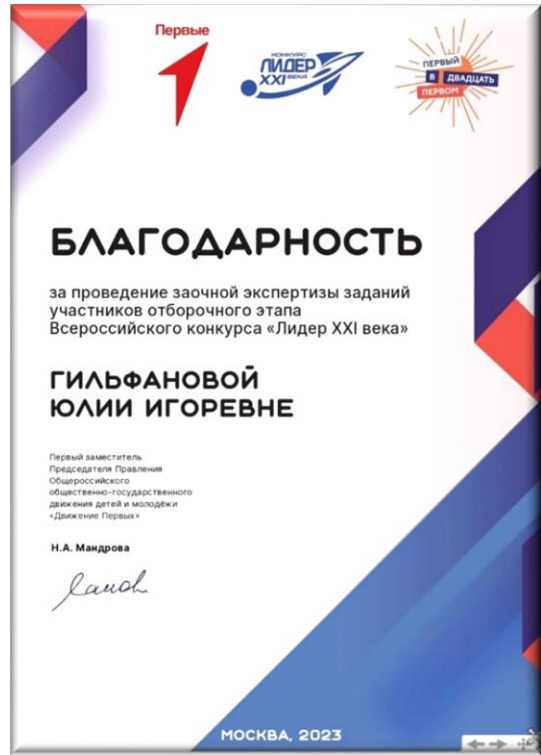 Первые
КОНКУРС
ЛИДЕР
XXI ВЕКА
ПЕРВЫЙ
В ДВАДЦАТЬ
ПЕРВОМ
БЛАГОДАРНОСТЬ
за проведение заочной экспертизы заданий
участников отборочного этапа
Всероссийского конкурса «Лидер XXI века»
ГИЛЬФАНОВОЙ
ЮЛИИ ИГОРЕВНЕ
Первый заместитель
Председателя Правления
Общероссийского
общественно-государственного
движения детей и молодёжи
«Движение Первых»
Н.А. Мандрова
МОСКВА, 2023